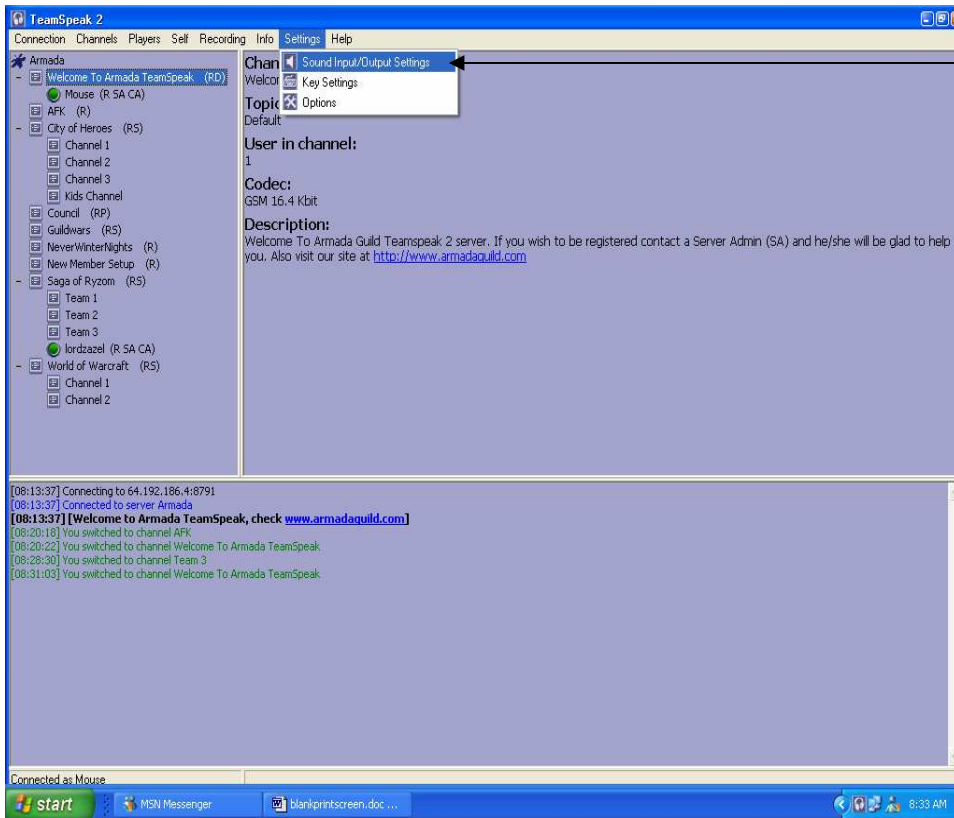 TeamSpeak 2
Connection Channels Players Self Recording Info Settings Help
Armada
Welcome To Armada TeamSpeak (RD)
Mouse (R SA CA)
AFK (R)
City of Heroes (RS)
Channel 1
Channel 2
Channel 3
Kids Channel
Council (RP)
Guildwars (RS)
NeverWinterNights (R)
New Member Setup (R)
Saga of Ryzom (RS)
Team 1
Team 2
Team 3
lordzazel (R SA CA)
World of Warcraft (RS)
Channel 1
Channel 2
Sound Input/Output Settings
Key Settings
Options
Chan
Welcor
Topic
Default
User in channel:
1
Codec:
GSM 16.4 Kbit
Description:
Welcome To Armada Guild Teamspeak 2 server. If you wish to be registered contact a Server Admin (SA) and he/she will be glad to help
you. Also visit our site at http://www.armadaguild.com
[08:13:37] Connecting to 64.192.186.4:8791
[08:13:37] Connected to server Armada
[08:13:37] [Welcome to Armada TeamSpeak, check www.armadaguild.com]
[08:20:18] You switched to channel AFK
[08:20:22] You switched to channel Welcome To Armada TeamSpeak
[08:28:30] You switched to channel Team 3
[08:31:03] You switched to channel Welcome To Armada TeamSpeak
Connected as Mouse
start MSN Messenger blankprintscreen.doc ... 8:33 AM